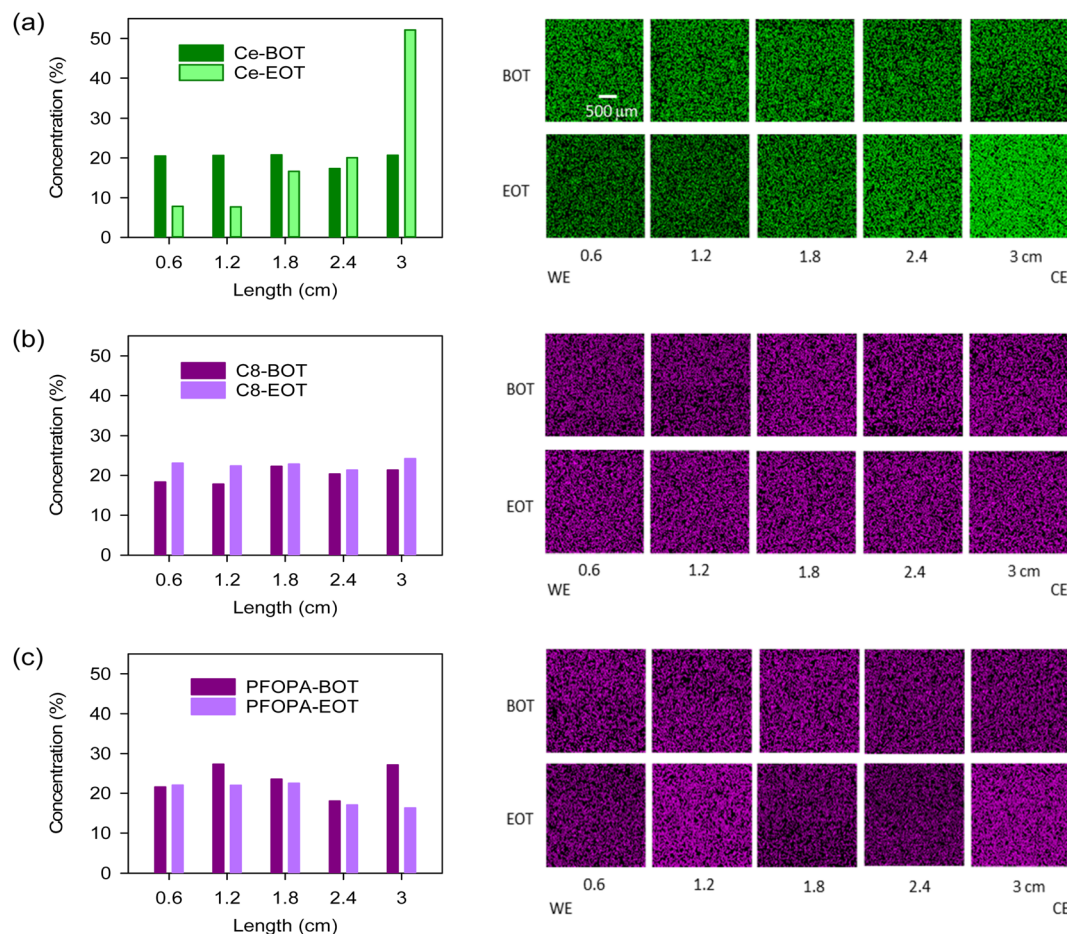 (a)
50
40
30
20
10
0
Concentration (%)
Ce-BOT
Ce-EOT
0.6 1.2 1.8 2.4 3
Length (cm)
BOT
500 µm
EOT
0.6 1.2 1.8 2.4 3 cm
WE CE
(b)
50
40
30
20
10
0
Concentration (%)
C8-BOT
C8-EOT
0.6 1.2 1.8 2.4 3
Length (cm)
BOT
EOT
0.6 1.2 1.8 2.4 3 cm
WE CE
(c)
50
40
30
20
10
0
Concentration (%)
PFOPA-BOT
PFOPA-EOT
0.6 1.2 1.8 2.4 3
Length (cm)
BOT
EOT
0.6 1.2 1.8 2.4 3 cm
WE CE